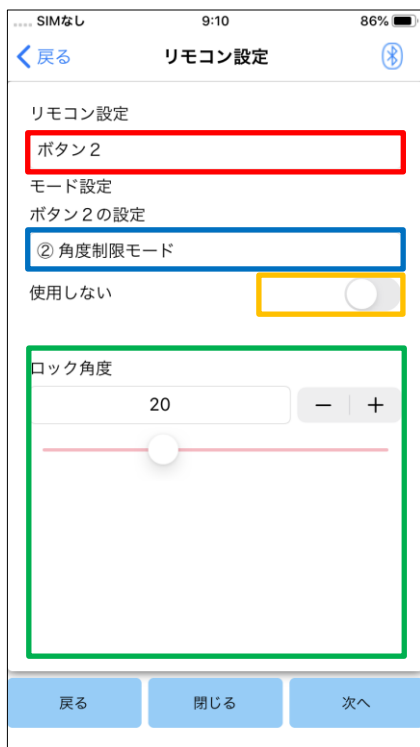 SIMなし 9:10 86%
戻る リモコン設定
リモコン設定
ボタン2
モード設定
ボタン2の設定
② 角度制限モード
使用しない
ロック角度
20 − +
戻る 閉じる 次へ